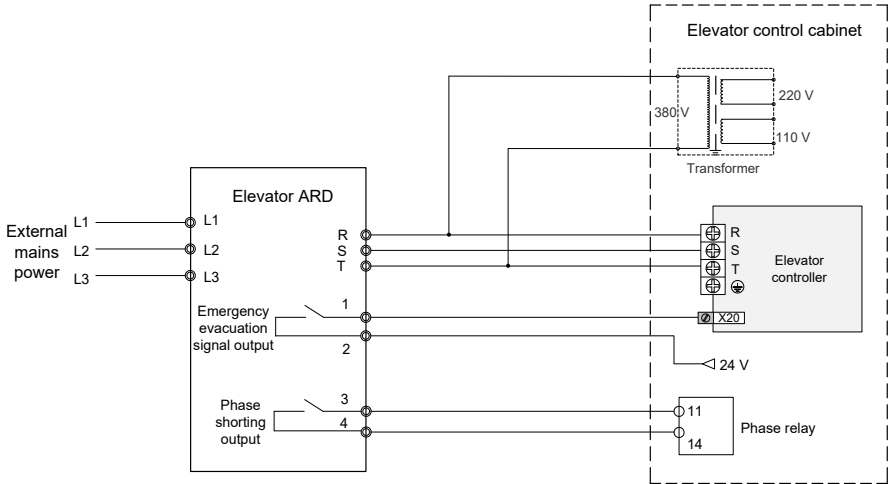 Elevator control cabinet
380 V
220 V
110 V
Transformer
Elevator ARD
External
mains
power
L1
L2
L3
L1
L2
L3
R
S
T
R
S
T
Elevator
controller
X20
Emergency
evacuation
signal output
1
2
24 V
Phase
shorting
output
3
4
11
14
Phase relay